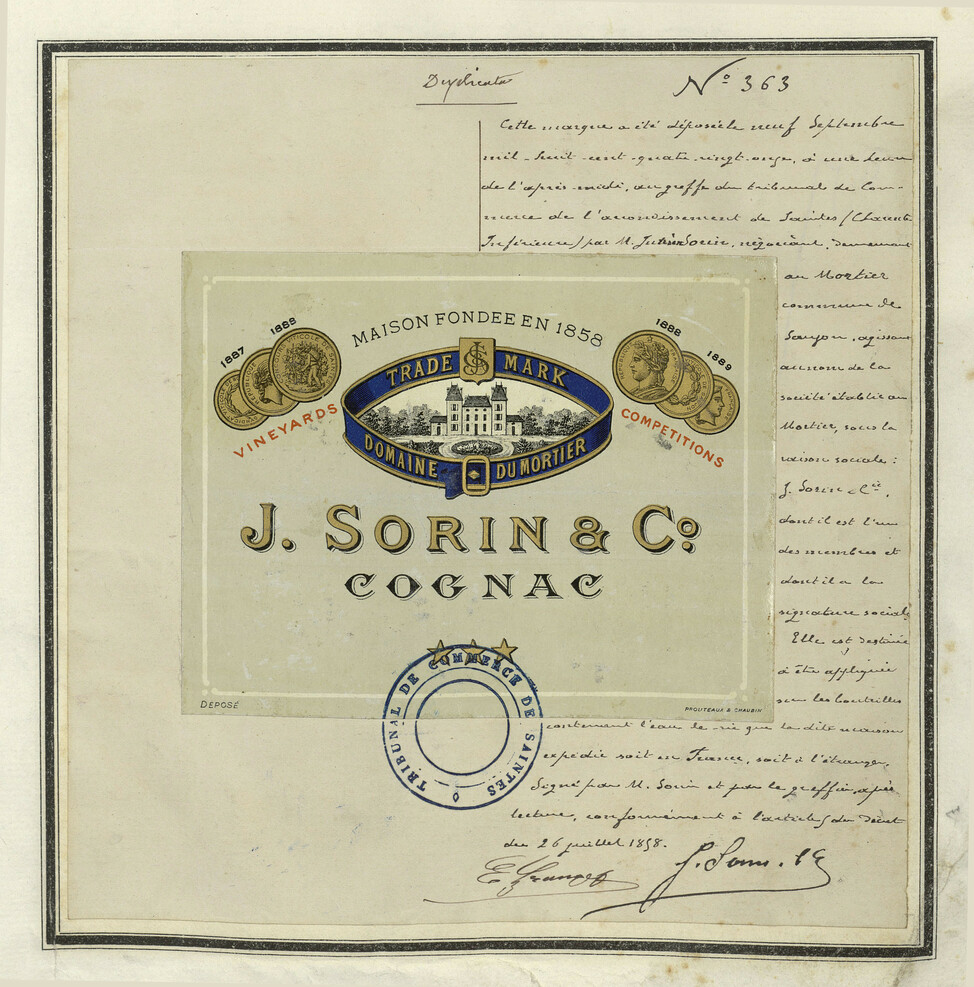 Duplicata
Nº 363
Cette marque a été déposée le neuf Septembre
mil-huit-cent-quatre-vingt-onze, à une heure
de l'après-midi, au greffe du tribunal de Com-
merce de l'arrondissement de Saintes (Charente
Inférieure) par M. Sorin, négociant, demeurant
au Mortier
commune de
Saujon, agissant
au nom de la
société établie au
Mortier, sous la
raison sociale :
J. Sorin & Cie,
dont il est l'un
des membres et
dont il a la
signature sociale
Elle est destinée
à être appliquée
sur les bouteilles
contenant l'eau de vie que la dite maison
expédie soit en France, soit à l'étranger.
Signé par M. Sorin et par le greffier, après
lecture, conformément à l'article du Décret
du 26 juillet 1858.
J. Sorin & Cie
MAISON FONDEE EN 1858
1887
1888
1888
1889
TRADE MARK
JS
VINEYARDS
COMPETITIONS
DOMAINE DU MORTIER
J. SORIN & Cº
COGNAC
DÉPOSÉ
PROUTEAUX & CHAUBIN
TRIBUNAL DE COMMERCE DE SAINTES